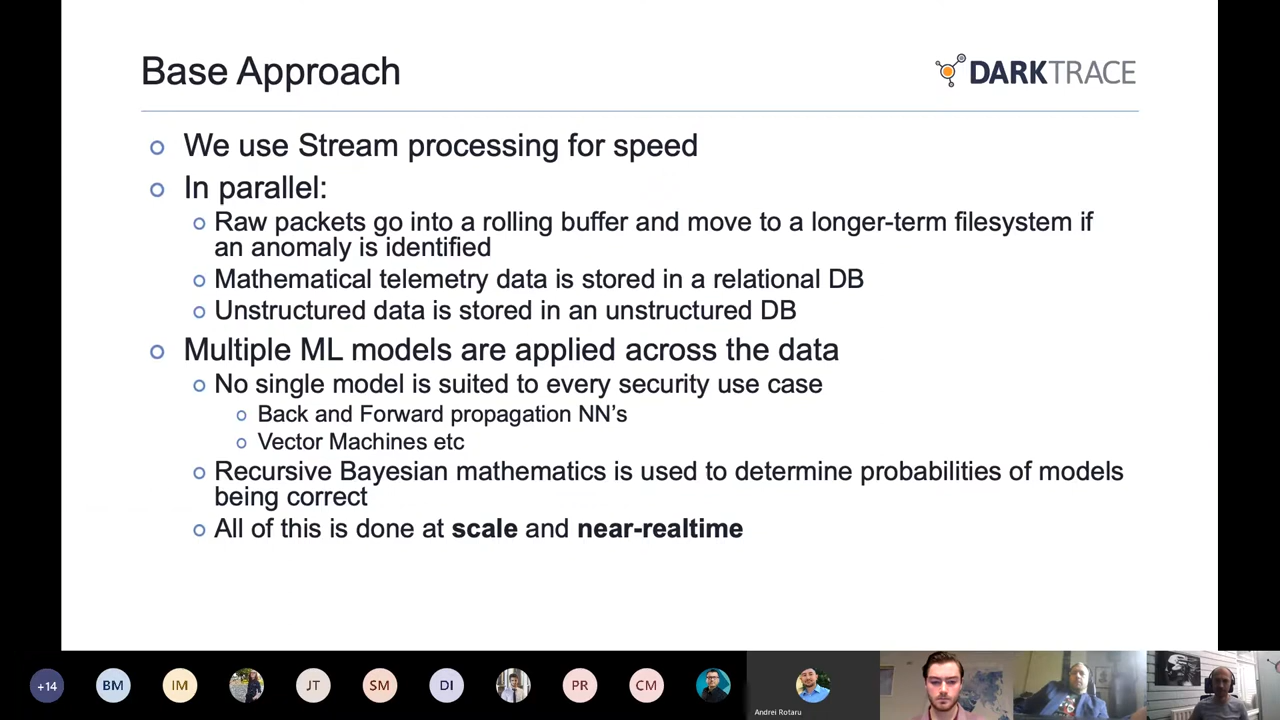 Base Approach
DARKTRACE
We use Stream processing for speed
In parallel:
Raw packets go into a rolling buffer and move to a longer-term filesystem if
an anomaly is identified
Mathematical telemetry data is stored in a relational DB
Unstructured data is stored in an unstructured DB
Multiple ML models are applied across the data
No single model is suited to every security use case
Back and Forward propagation NN's
Vector Machines etc
Recursive Bayesian mathematics is used to determine probabilities of models
being correct
All of this is done at scale and near-realtime
+14
BM
IM
JT
SM
DI
PR
CM
Andrei Rotaru